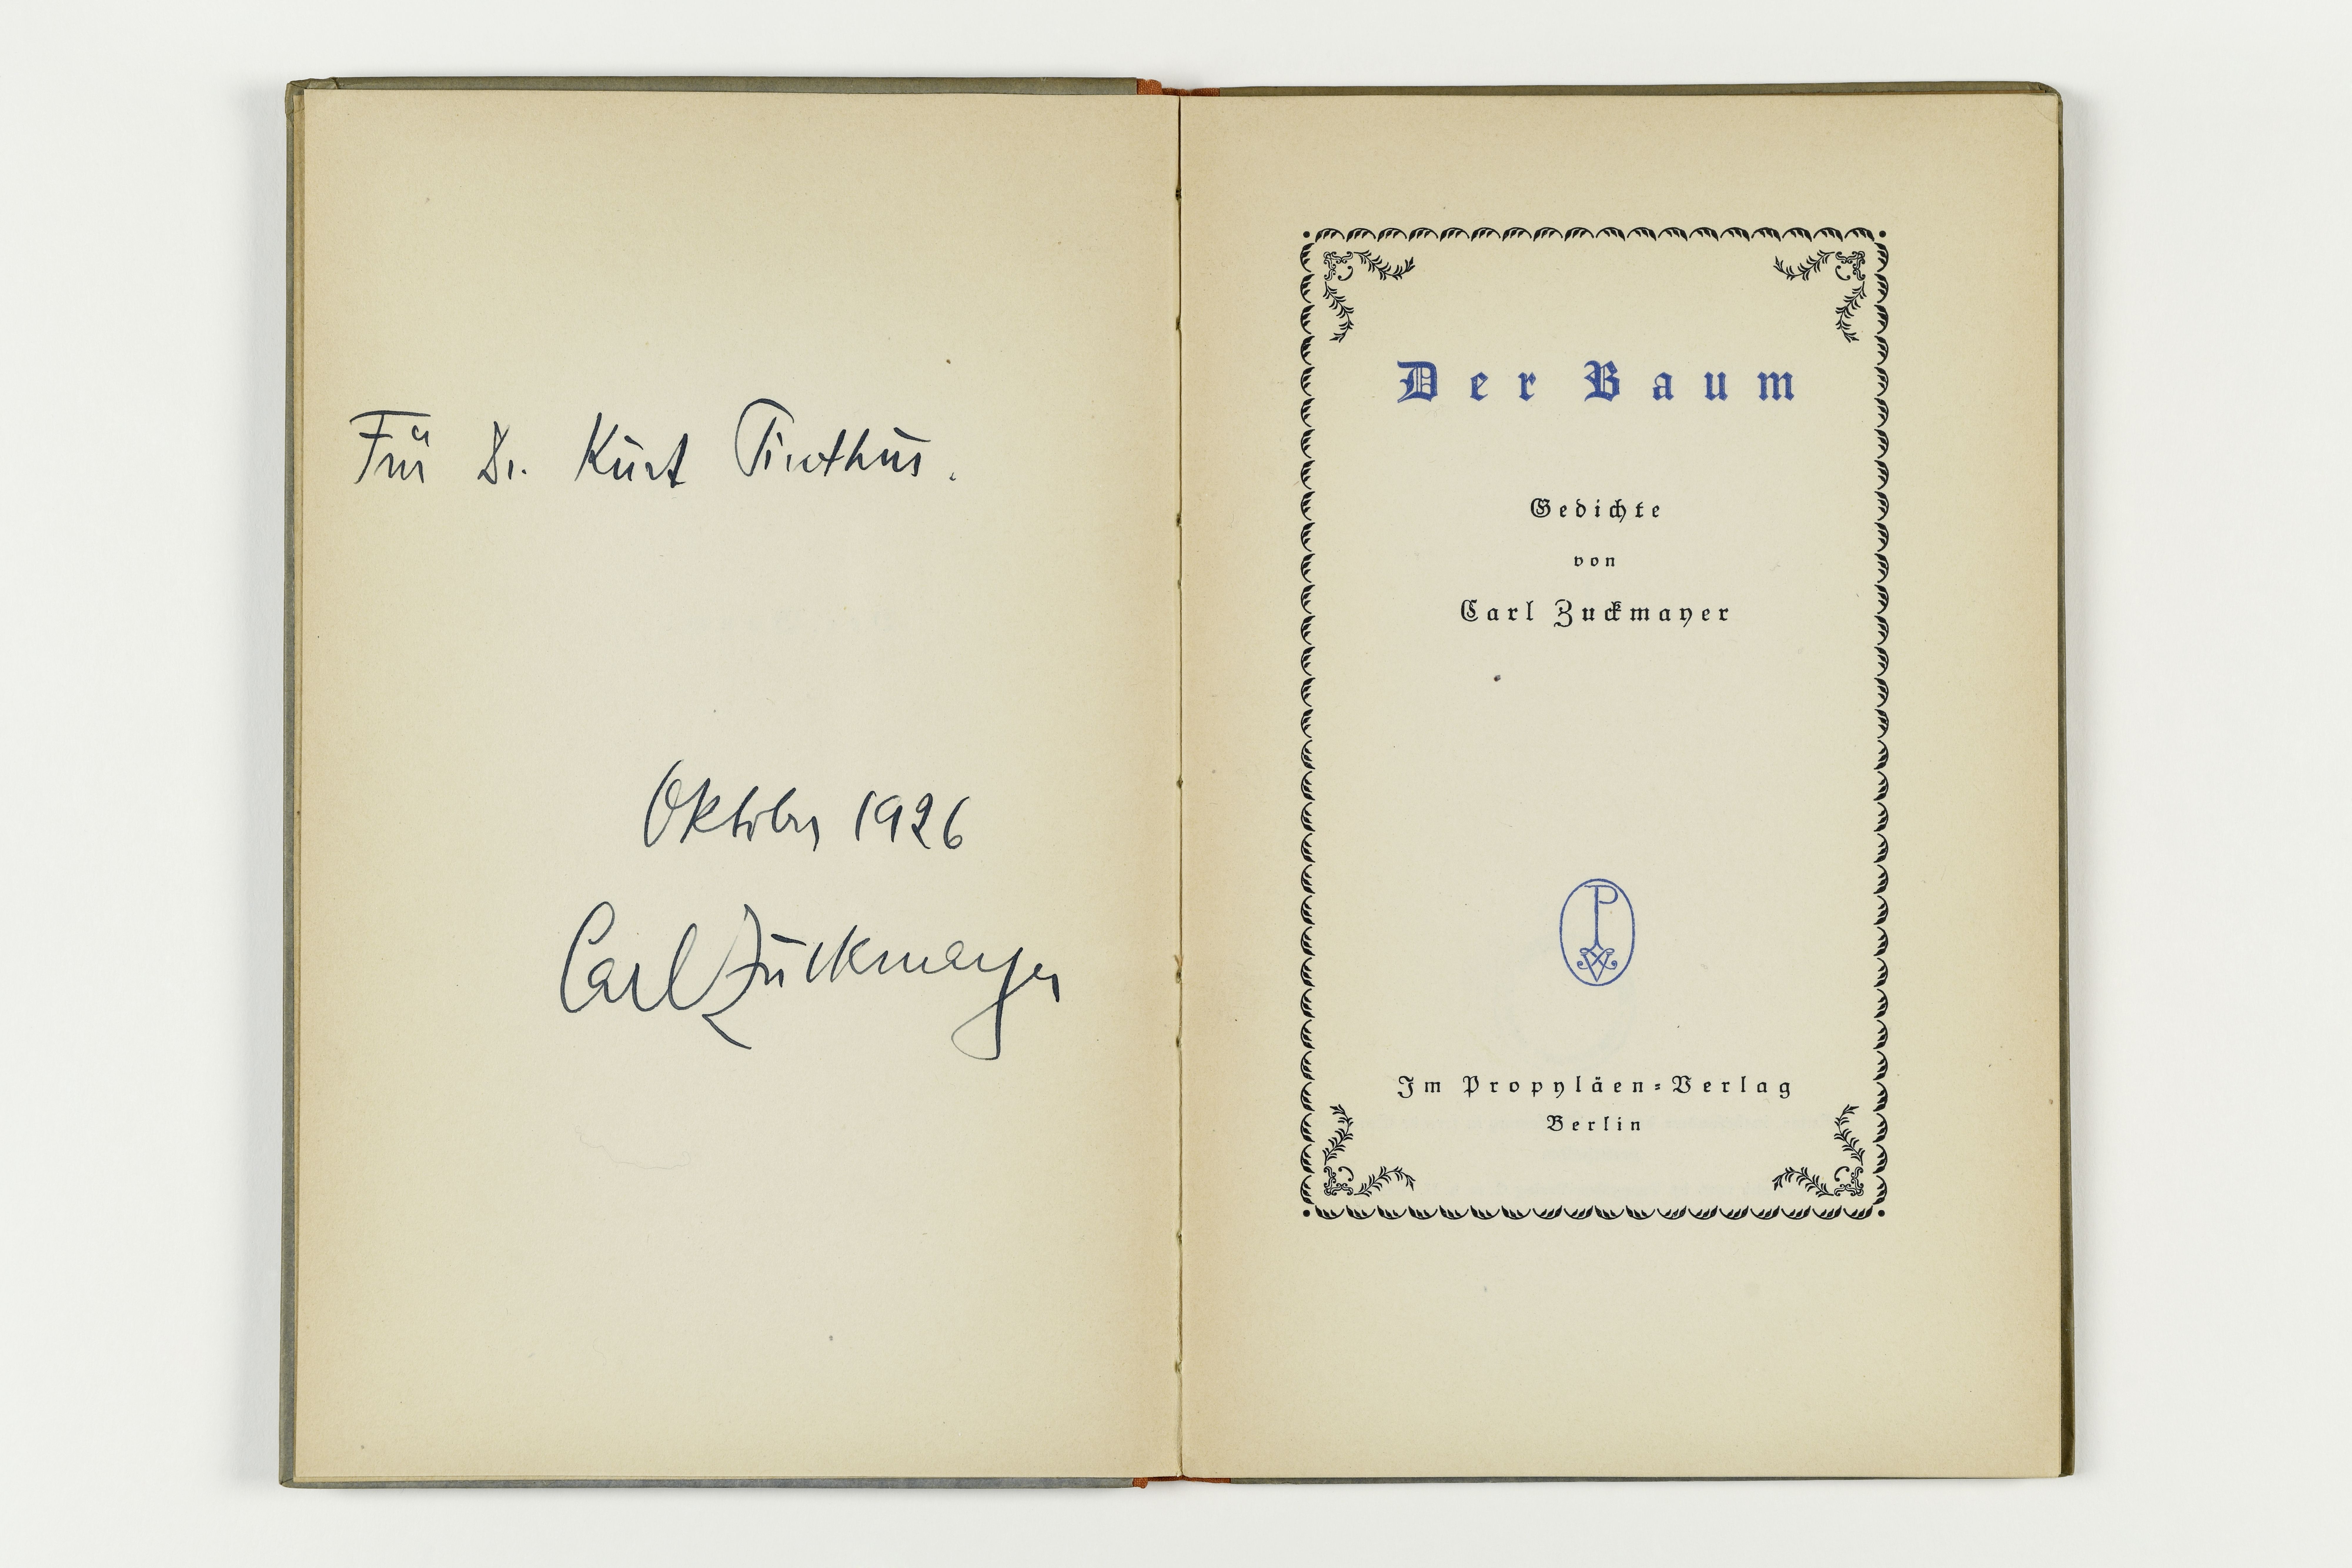 Für Dr. Kurt Pinthus.
Oktober 1926
Carl Zuckmayer
Der Baum
Gedichte
von
Carl Zuckmayer
Im Propyläen-Verlag
Berlin